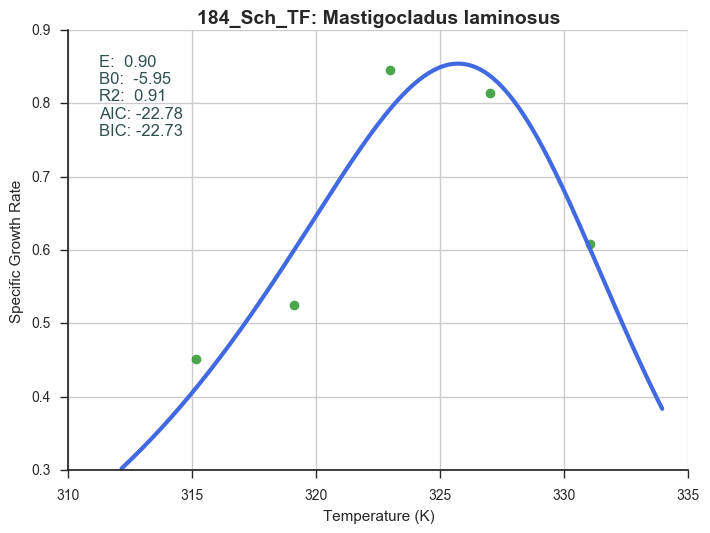 184_Sch_TF: Mastigocladus laminosus
E:  0.90
B0:  -5.95
R2:  0.91
AIC: -22.78
BIC: -22.73
Specific Growth Rate
0.9
0.8
0.7
0.6
0.5
0.4
0.3
310 315 320 325 330 335
Temperature (K)